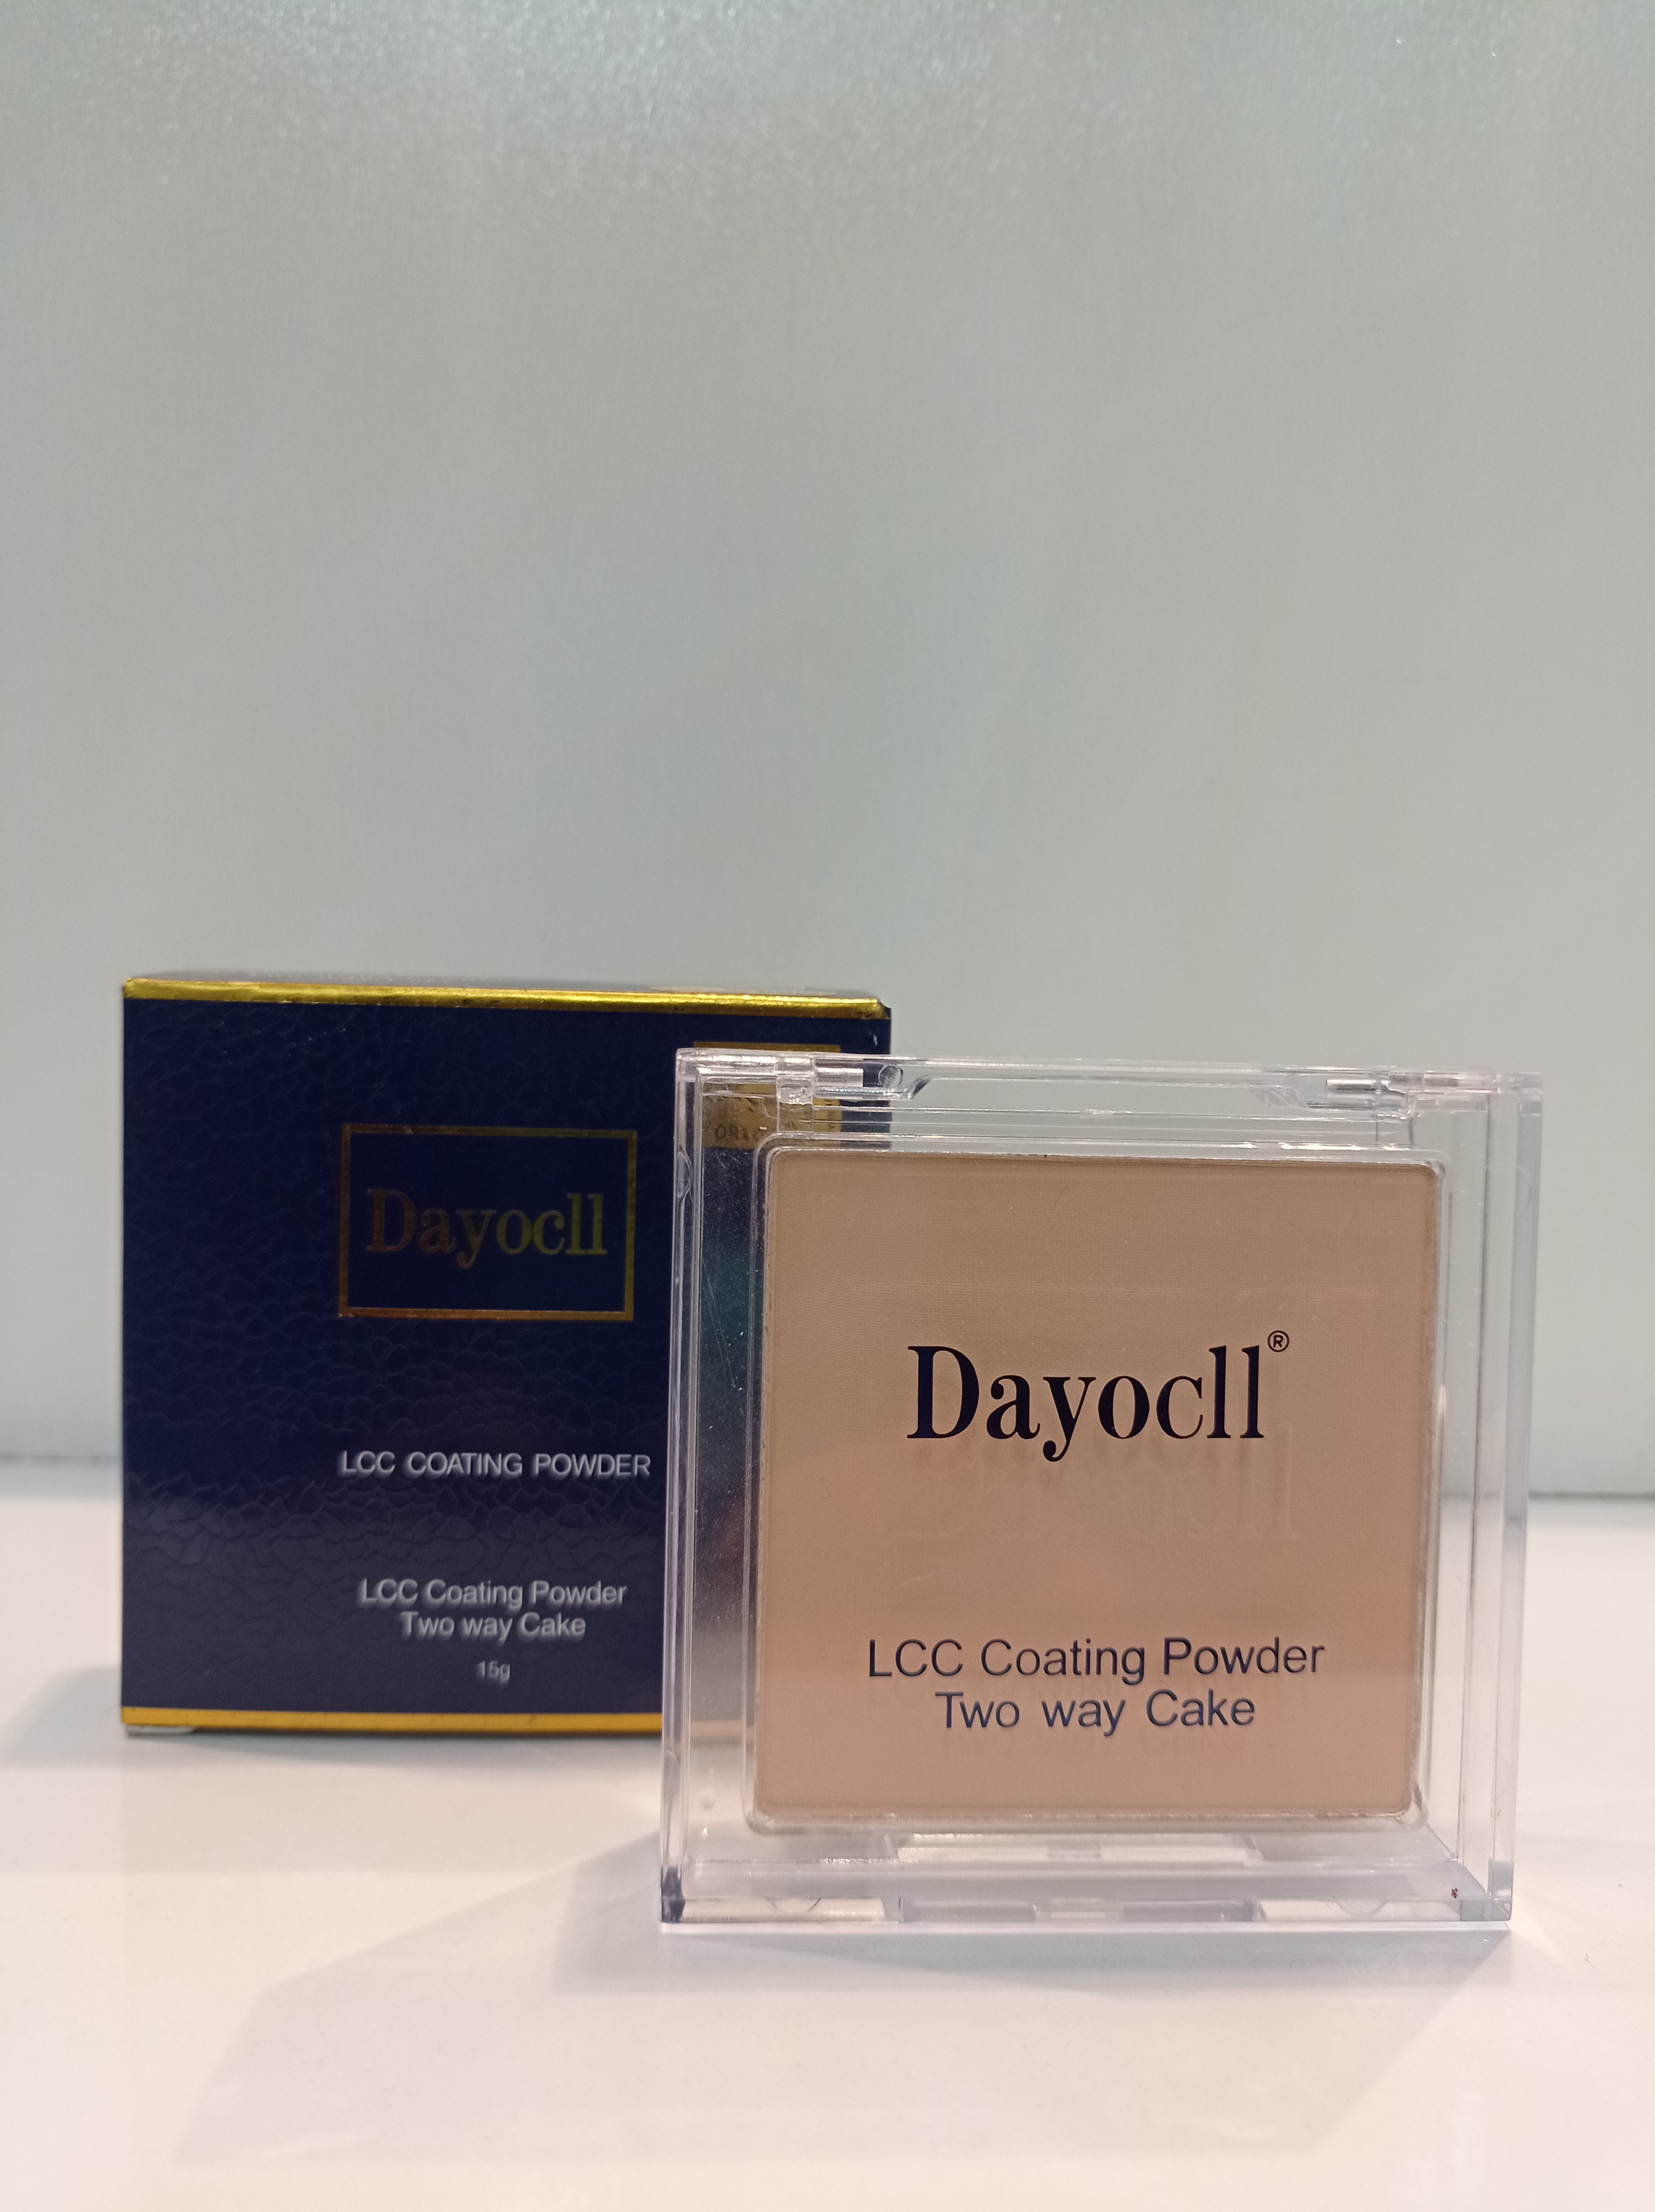 Dayocll
LCC COATING POWDER
LCC Coating Powder
Two way Cake
15g
Dayocll®
LCC Coating Powder
Two way Cake